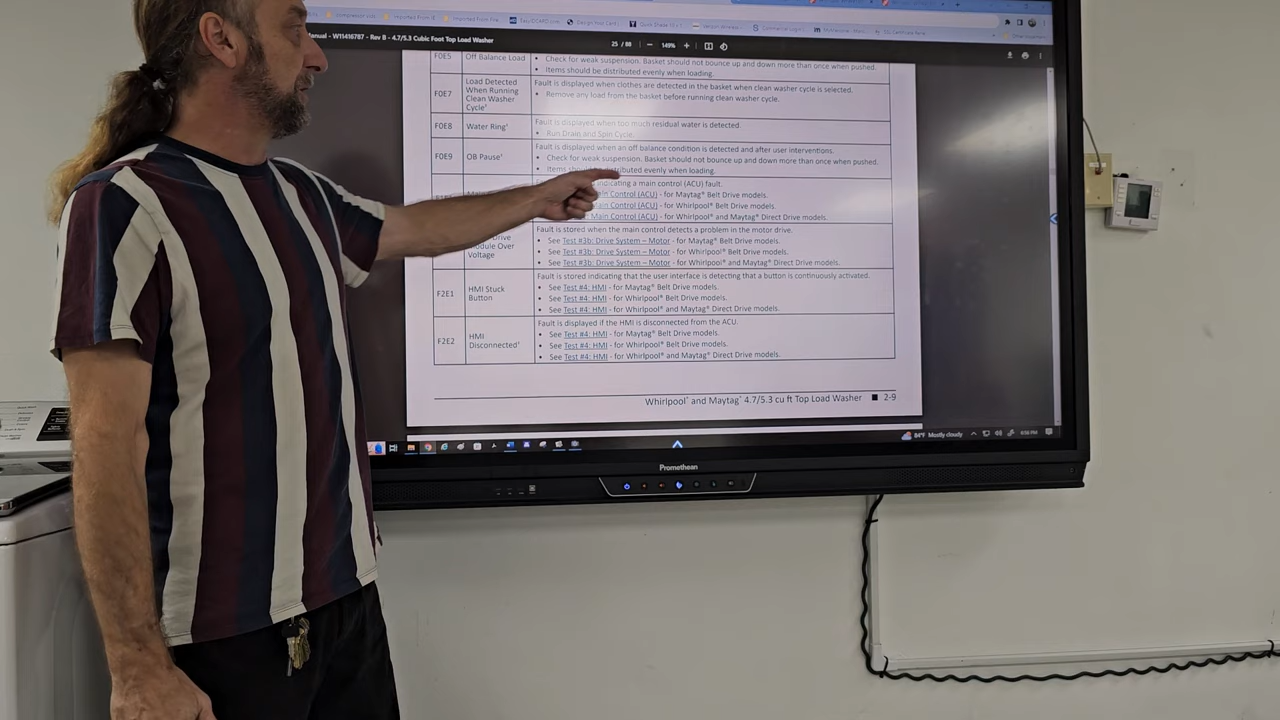 Manual - W11416787 - Rev B - 4.7/5.3 Cubic Foot Top Load Washer
25 / 88
149%
F0E5 Off Balance Load
• Check for weak suspension. Basket should not bounce up and down more than once when pushed.
• Items should be distributed evenly when loading.
F0E7 Load Detected When Running Clean Washer Cycle
Fault is displayed when clothes are detected in the basket when clean washer cycle is selected.
• Remove any load from the basket before running clean washer cycle.
F0E8 Water Ring
Fault is displayed when too much residual water is detected.
• Run Drain and Spin Cycle.
F0E9 OB Pause
Fault is displayed when an off balance condition is detected and after user interventions.
• Check for weak suspension. Basket should not bounce up and down more than once when pushed.
• Items should be distributed evenly when loading.
indicating a main control (ACU) fault.
Main Control (ACU) - for Maytag® Belt Drive models.
Main Control (ACU) - for Whirlpool® Belt Drive models.
Main Control (ACU) - for Whirlpool® and Maytag® Direct Drive models.
Drive
Module Over
Voltage
Fault is stored when the main control detects a problem in the motor drive.
• See Test #3b: Drive System – Motor - for Maytag® Belt Drive models.
• See Test #3b: Drive System – Motor - for Whirlpool® Belt Drive models.
• See Test #3b: Drive System – Motor - for Whirlpool® and Maytag® Direct Drive models.
F2E1 HMI Stuck Button
Fault is stored indicating that the user interface is detecting that a button is continuously activated.
• See Test #4: HMI - for Maytag® Belt Drive models.
• See Test #4: HMI - for Whirlpool® Belt Drive models.
• See Test #4: HMI - for Whirlpool® and Maytag® Direct Drive models.
F2E2 HMI Disconnected
Fault is displayed if the HMI is disconnected from the ACU.
• See Test #4: HMI - for Maytag® Belt Drive models.
• See Test #4: HMI - for Whirlpool® Belt Drive models.
• See Test #4: HMI - for Whirlpool® and Maytag® Direct Drive models.
Whirlpool® and Maytag® 4.7/5.3 cu ft Top Load Washer ■ 2-9
84°F Mostly cloudy
Promethean